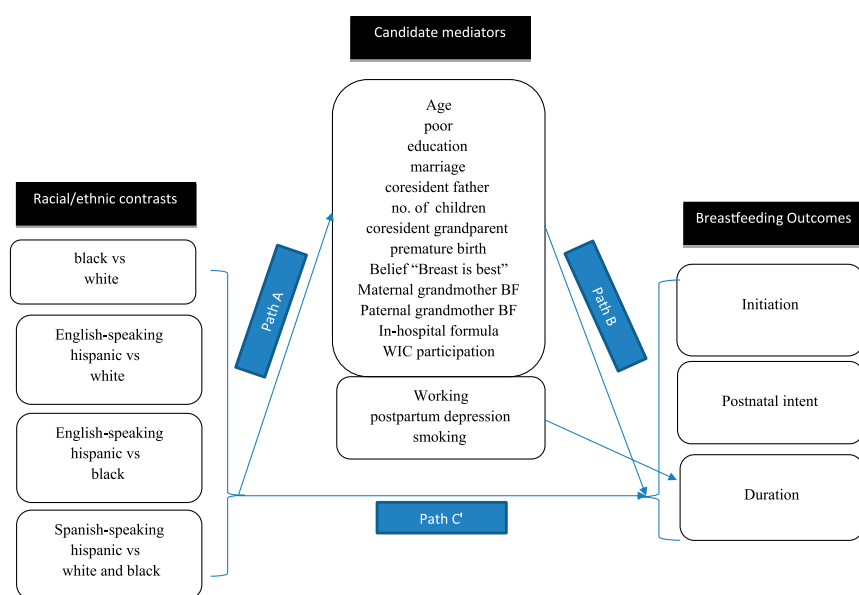 Candidate mediators
Age
poor
education
marriage
coresident father
no. of children
coresident grandparent
premature birth
Belief “Breast is best”
Maternal grandmother BF
Paternal grandmother BF
In-hospital formula
WIC participation
Working
postpartum depression
smoking
Racial/ethnic contrasts
black vs
white
English-speaking
hispanic vs
white
English-speaking
hispanic vs
black
Spanish-speaking
hispanic vs
white and black
Path A
Path B
Path C'
Breastfeeding Outcomes
Initiation
Postnatal intent
Duration